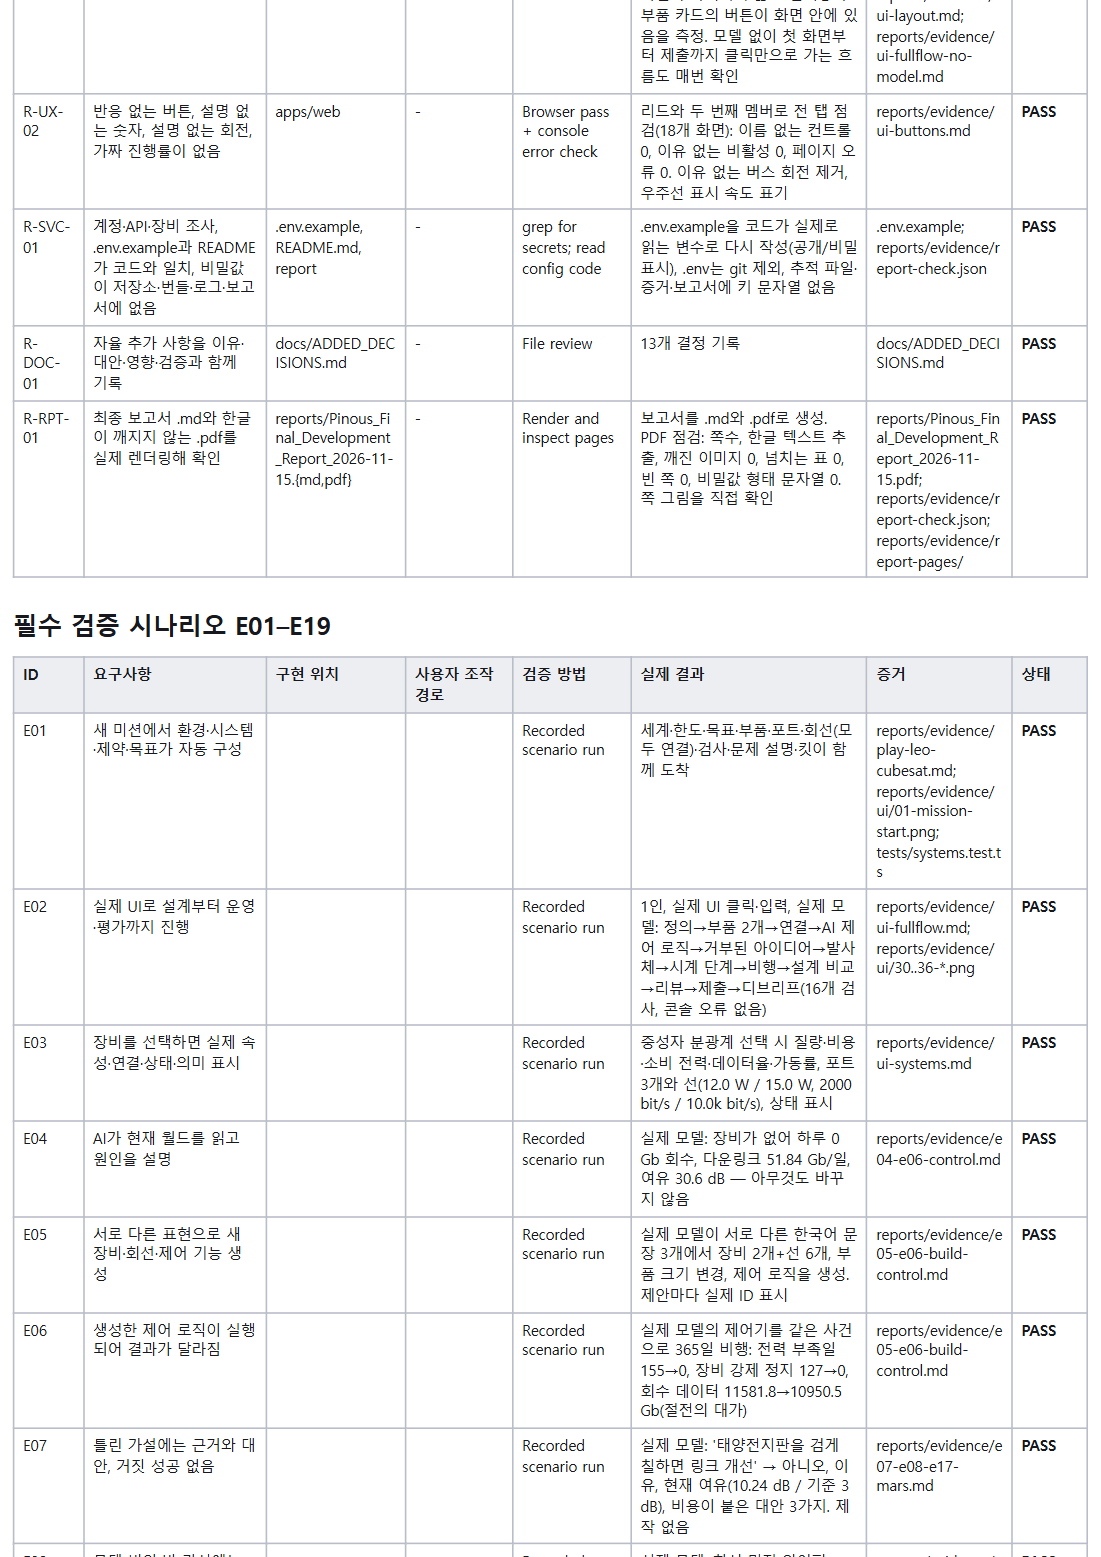 부품 카드의 버튼이 화면 안에 있
음을 측정. 모델 없이 첫 화면부
터 제출까지 클릭만으로 가는 흐
름도 매번 확인
ui-layout.md;
reports/evidence/
ui-fullflow-no-
model.md
R-UX-
02
반응 없는 버튼, 설명 없
는 숫자, 설명 없는 회전,
가짜 진행률이 없음
apps/web
-
Browser pass
+ console
error check
리드와 두 번째 멤버로 전 탭 점
검(18개 화면): 이름 없는 컨트롤
0, 이유 없는 비활성 0, 페이지 오
류 0. 이유 없는 버스 회전 제거,
우주선 표시 속도 표기
reports/evidence/
ui-buttons.md
PASS
R-SVC-
01
계정·API·장비 조사,
.env.example과 README
가 코드와 일치, 비밀값
이 저장소·번들·로그·보고
서에 없음
.env.example,
README.md,
report
-
grep for
secrets; read
config code
.env.example을 코드가 실제로
읽는 변수로 다시 작성(공개/비밀
표시), .env는 git 제외, 추적 파일·
증거·보고서에 키 문자열 없음
.env.example;
reports/evidence/r
eport-check.json
PASS
R-
DOC-
01
자율 추가 사항을 이유·
대안·영향·검증과 함께
기록
docs/ADDED_DEC
ISIONS.md
-
File review
13개 결정 기록
docs/ADDED_DECI
SIONS.md
PASS
R-RPT-
01
최종 보고서 .md와 한글
이 깨지지 않는 .pdf를
실제 렌더링해 확인
reports/Pinous_Fi
nal_Development
_Report_2026-11-
15.{md,pdf}
-
Render and
inspect pages
보고서를 .md와 .pdf로 생성.
PDF 점검: 쪽수, 한글 텍스트 추
출, 깨진 이미지 0, 넘치는 표 0,
빈 쪽 0, 비밀값 형태 문자열 0.
쪽 그림을 직접 확인
reports/Pinous_Fin
al_Development_R
eport_2026-11-
15.pdf;
reports/evidence/r
eport-check.json;
reports/evidence/r
eport-pages/
PASS
필수 검증 시나리오 E01–E19
ID
요구사항
구현 위치
사용자 조작
경로
검증 방법
실제 결과
증거
상태
E01
새 미션에서 환경·시스템
·제약·목표가 자동 구성
Recorded
scenario run
세계·한도·목표·부품·포트·회선(모
두 연결)·검사·문제 설명·킷이 함
께 도착
reports/evidence/
play-leo-
cubesat.md;
reports/evidence/
ui/01-mission-
start.png;
tests/systems.test.t
s
PASS
E02
실제 UI로 설계부터 운영
·평가까지 진행
Recorded
scenario run
1인, 실제 UI 클릭·입력, 실제 모
델: 정의→부품 2개→연결→AI 제
어 로직→거부된 아이디어→발사
체→시계 단계→비행→설계 비교
→리뷰→제출→디브리프(16개 검
사, 콘솔 오류 없음)
reports/evidence/
ui-fullflow.md;
reports/evidence/
ui/30..36-*.png
PASS
E03
장비를 선택하면 실제 속
성·연결·상태·의미 표시
Recorded
scenario run
중성자 분광계 선택 시 질량·비용
·소비 전력·데이터율·가동률, 포트
3개와 선(12.0 W / 15.0 W, 2000
bit/s / 10.0k bit/s), 상태 표시
reports/evidence/
ui-systems.md
PASS
E04
AI가 현재 월드를 읽고
원인을 설명
Recorded
scenario run
실제 모델: 장비가 없어 하루 0
Gb 회수, 다운링크 51.84 Gb/일,
여유 30.6 dB — 아무것도 바꾸
지 않음
reports/evidence/e
04-e06-control.md
PASS
E05
서로 다른 표현으로 새
장비·회선·제어 기능 생
성
Recorded
scenario run
실제 모델이 서로 다른 한국어 문
장 3개에서 장비 2개+선 6개, 부
품 크기 변경, 제어 로직을 생성.
제안마다 실제 ID 표시
reports/evidence/e
05-e06-build-
control.md
PASS
E06
생성한 제어 로직이 실행
되어 결과가 달라짐
Recorded
scenario run
실제 모델의 제어기를 같은 사건
으로 365일 비행: 전력 부족일
155→0, 장비 강제 정지 127→0,
회수 데이터 11581.8→10950.5
Gb(절전의 대가)
reports/evidence/e
05-e06-build-
control.md
PASS
E07
틀린 가설에는 근거와 대
안, 거짓 성공 없음
Recorded
scenario run
실제 모델: '태양전지판을 검게
칠하면 링크 개선' → 아니오, 이
유, 현재 여유(10.24 dB / 기준 3
dB), 비용이 붙은 대안 3가지. 제
작 없음
reports/evidence/e
07-e08-e17-
mars.md
PASS